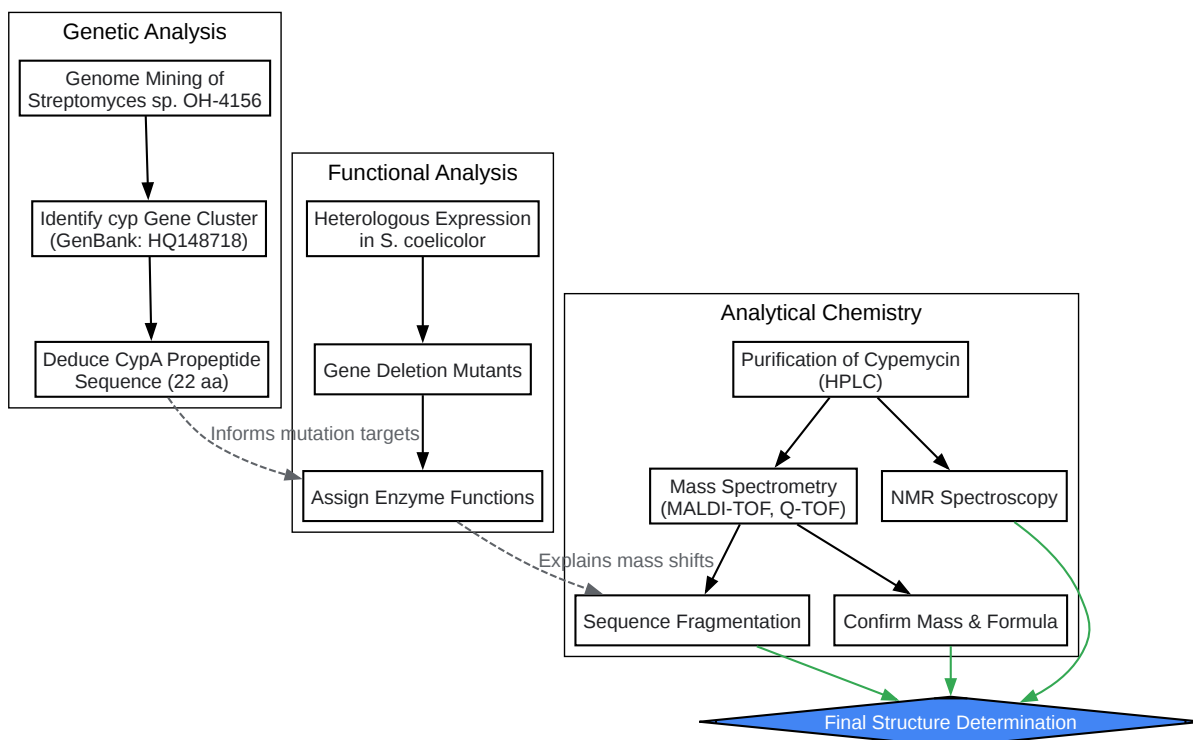 Genetic Analysis
Genome Mining of
Streptomyces sp. OH-4156
Identify cyp Gene Cluster
(GenBank: HQ148718)
Deduce CypA Propeptide
Sequence (22 aa)
Informs mutation targets
Functional Analysis
Heterologous Expression
in S. coelicolor
Gene Deletion Mutants
Assign Enzyme Functions
Explains mass shifts
Analytical Chemistry
Purification of Cypemycin
(HPLC)
Mass Spectrometry
(MALDI-TOF, Q-TOF)
NMR Spectroscopy
Sequence Fragmentation
Confirm Mass & Formula
Final Structure Determination